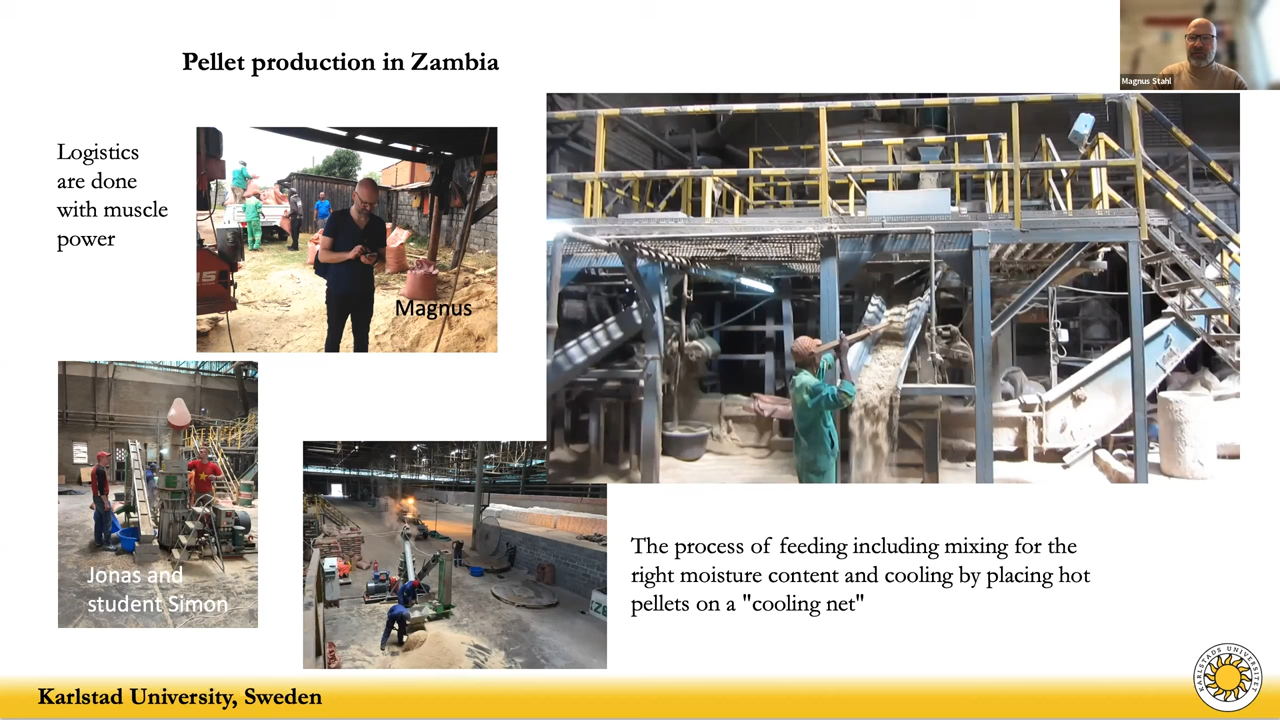 Pellet production in Zambia
Magnus Stahl
Logistics
are done
with muscle
power
Magnus
Jonas and
student Simon
The process of feeding including mixing for the
right moisture content and cooling by placing hot
pellets on a "cooling net"
Karlstad University, Sweden
KARLSTADS UNIVERSITET